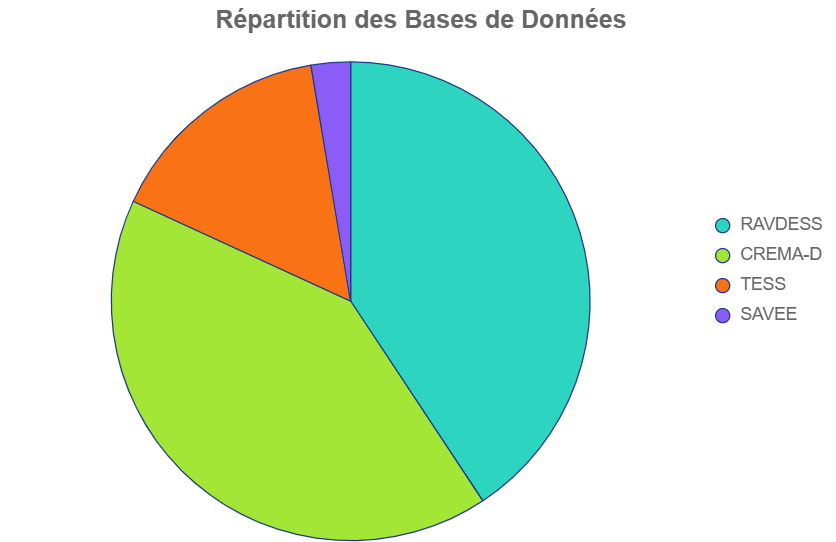 Répartition des Bases de Données
RAVDESS
CREMA-D
TESS
SAVEE